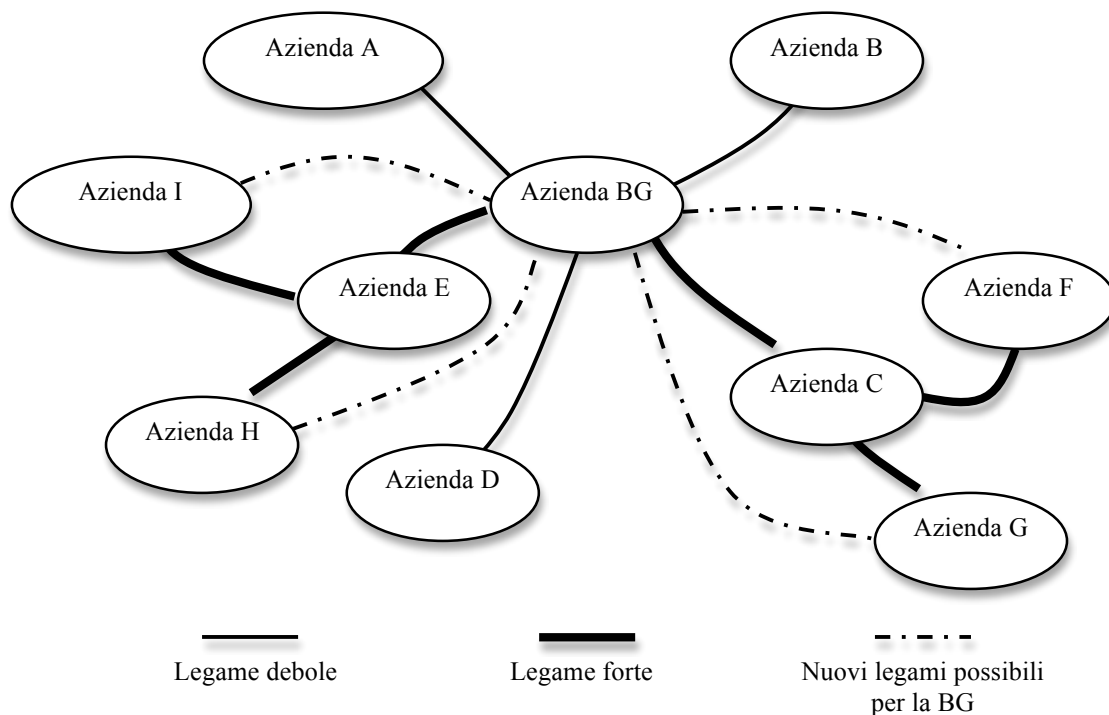 Azienda A
Azienda B
Azienda I
Azienda BG
Azienda E
Azienda F
Azienda C
Azienda H
Azienda D
Azienda G
Legame debole
Legame forte
Nuovi legami possibili
per la BG